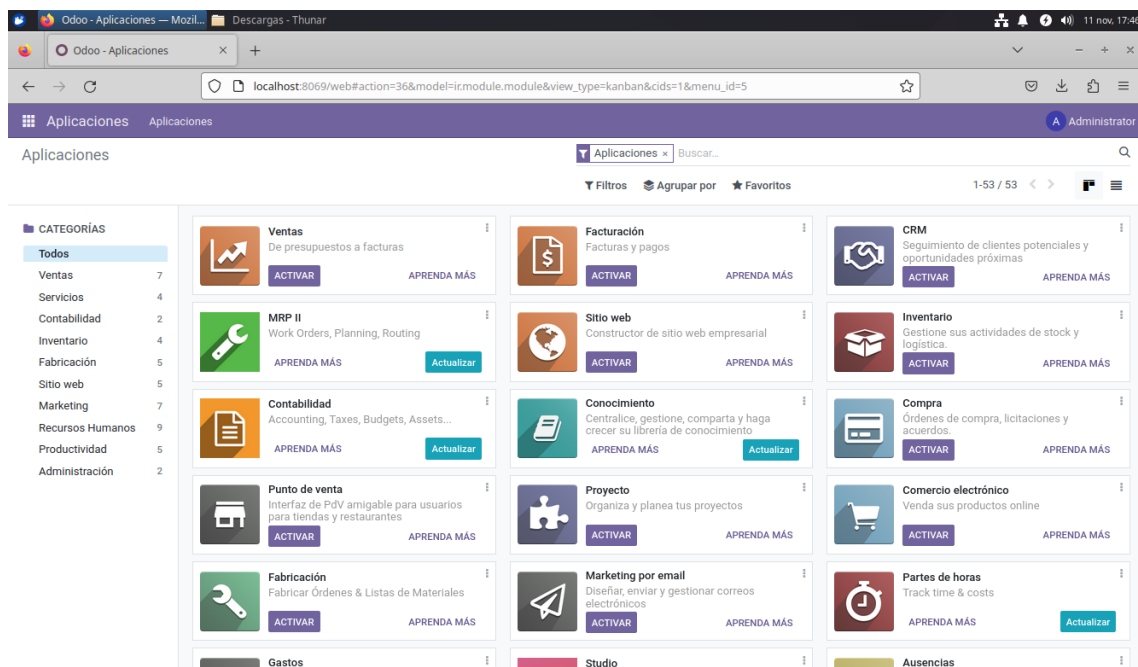 Odoo - Aplicaciones — Mozil...
Descargas - Thunar
11 nov, 17:46
Odoo - Aplicaciones
localhost:8069/web#action=36&model=ir.module.module&view_type=kanban&cids=1&menu_id=5
Aplicaciones
Aplicaciones
A
Administrator
Aplicaciones
Aplicaciones ×
Buscar...
Filtros
Agrupar por
Favoritos
1-53 / 53
CATEGORÍAS
Todos
Ventas 7
Servicios 4
Contabilidad 2
Inventario 4
Fabricación 5
Sitio web 5
Marketing 7
Recursos Humanos 9
Productividad 5
Administración 2
Ventas
De presupuestos a facturas
ACTIVAR
APRENDA MÁS
Facturación
Facturas y pagos
ACTIVAR
APRENDA MÁS
CRM
Seguimiento de clientes potenciales y
oportunidades próximas
ACTIVAR
APRENDA MÁS
MRP II
Work Orders, Planning, Routing
APRENDA MÁS
Actualizar
Sitio web
Constructor de sitio web empresarial
ACTIVAR
APRENDA MÁS
Inventario
Gestione sus actividades de stock y
logística.
ACTIVAR
APRENDA MÁS
Contabilidad
Accounting, Taxes, Budgets, Assets...
APRENDA MÁS
Actualizar
Conocimiento
Centralice, gestione, comparta y haga
crecer su librería de conocimiento
APRENDA MÁS
Actualizar
Compra
Órdenes de compra, licitaciones y
acuerdos.
ACTIVAR
APRENDA MÁS
Punto de venta
Interfaz de PdV amigable para usuarios
para tiendas y restaurantes
ACTIVAR
APRENDA MÁS
Proyecto
Organiza y planea tus proyectos
ACTIVAR
APRENDA MÁS
Comercio electrónico
Venda sus productos online
ACTIVAR
APRENDA MÁS
Fabricación
Fabricar Órdenes & Listas de Materiales
ACTIVAR
APRENDA MÁS
Marketing por email
Diseñar, enviar y gestionar correos
electrónicos
ACTIVAR
APRENDA MÁS
Partes de horas
Track time & costs
APRENDA MÁS
Actualizar
Gastos
Studio
Ausencias